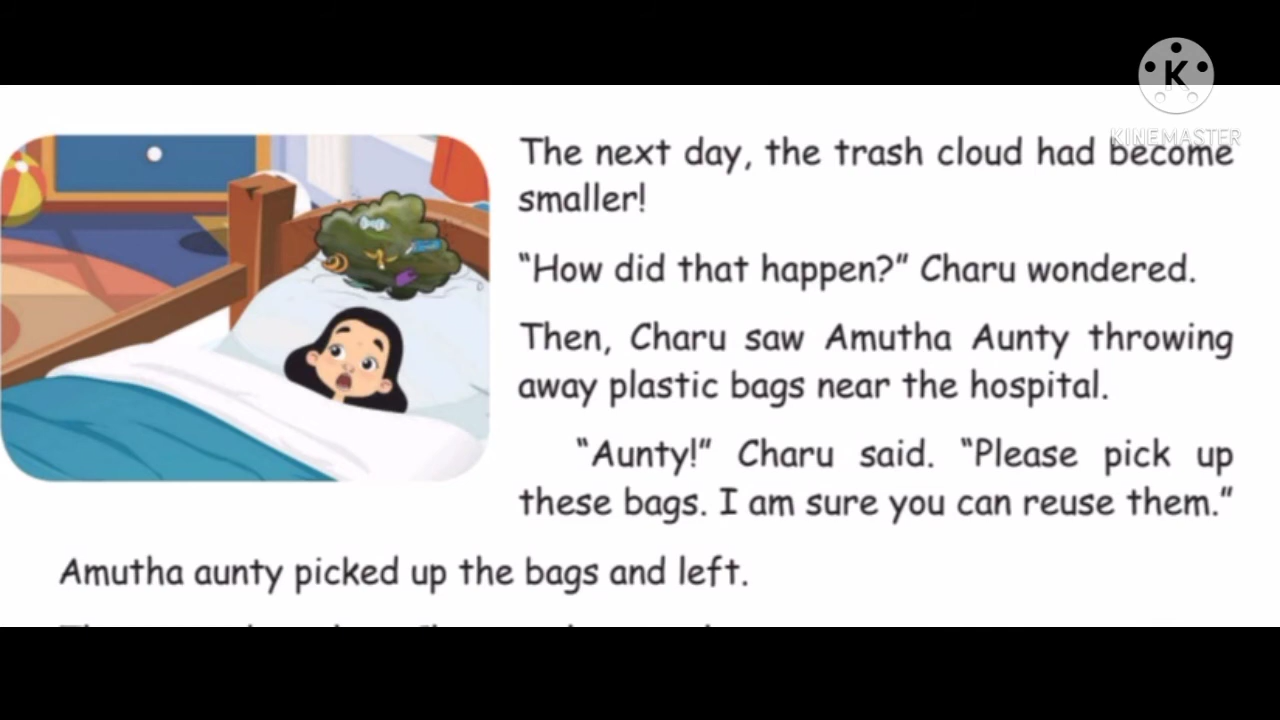 K
KINEMASTER
The next day, the trash cloud had become
smaller!
“How did that happen?” Charu wondered.
Then, Charu saw Amutha Aunty throwing
away plastic bags near the hospital.
“Aunty!” Charu said. “Please pick up
these bags. I am sure you can reuse them.”
Amutha aunty picked up the bags and left.